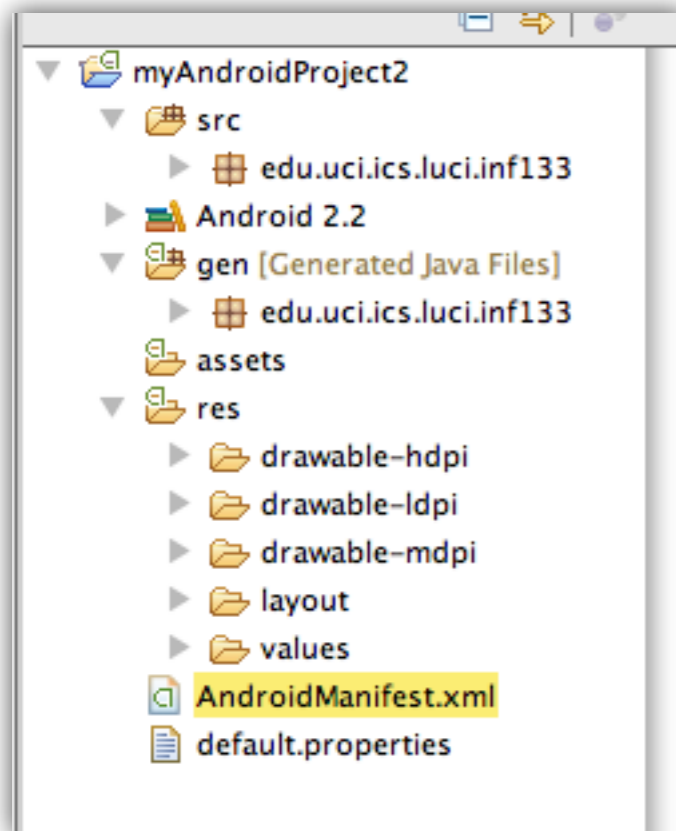 myAndroidProject2
src
edu.uci.ics.luci.inf133
Android 2.2
gen [Generated Java Files]
edu.uci.ics.luci.inf133
assets
res
drawable-hdpi
drawable-ldpi
drawable-mdpi
layout
values
AndroidManifest.xml
default.properties